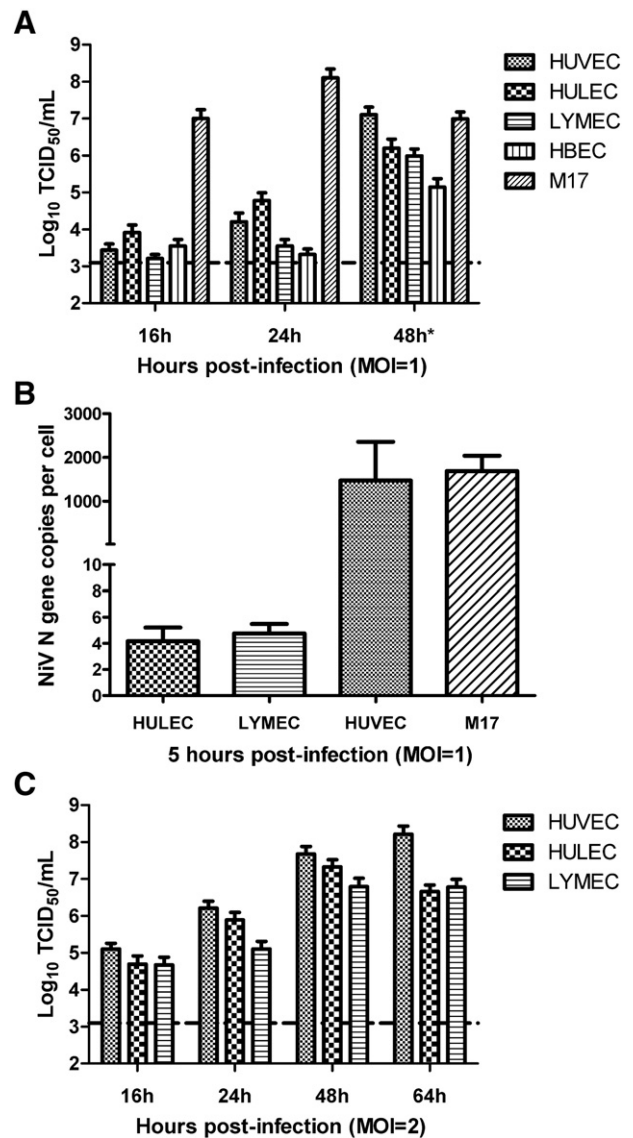 A
Log10 TCID50/mL
9
8
7
6
5
4
3
2
16h 24h 48h*
Hours post-infection (MOI=1)
HUVEC
HULEC
LYMEC
HBEC
M17
B
NiV N gene copies per cell
3000
2000
1000
10
8
6
4
2
0
HULEC LYMEC HUVEC M17
5 hours post-infection (MOI=1)
C
Log10 TCID50/mL
9
8
7
6
5
4
3
2
16h 24h 48h 64h
Hours post-infection (MOI=2)
HUVEC
HULEC
LYMEC